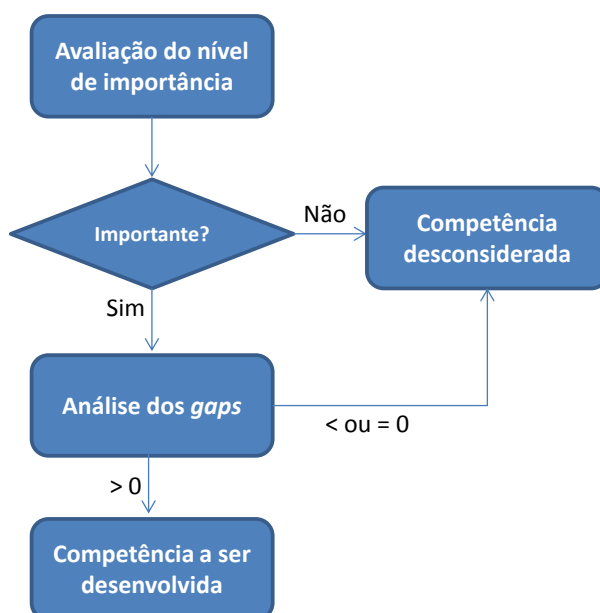 Avaliação do nível
de importância
Importante?
Não
Competência
desconsiderada
Sim
Análise dos gaps
< ou = 0
> 0
Competência a ser
desenvolvida